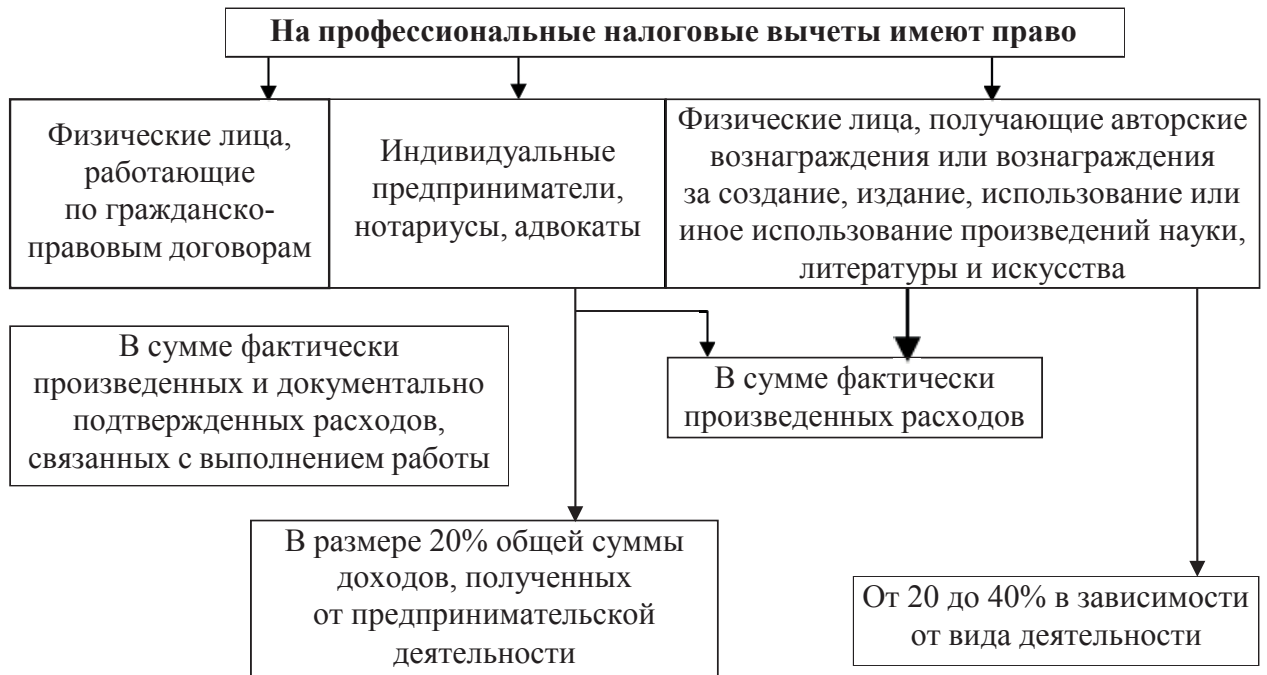 На профессиональные налоговые вычеты имеют право
Физические лица,
работающие
по гражданско-
правовым договорам
Индивидуальные
предприниматели,
нотариусы, адвокаты
Физические лица, получающие авторские
вознаграждения или вознаграждения
за создание, издание, использование или
иное использование произведений науки,
литературы и искусства
В сумме фактически
произведенных и документально
подтвержденных расходов,
связанных с выполнением работы
В сумме фактически
произведенных расходов
В размере 20% общей суммы
доходов, полученных
от предпринимательской
деятельности
От 20 до 40% в зависимости
от вида деятельности